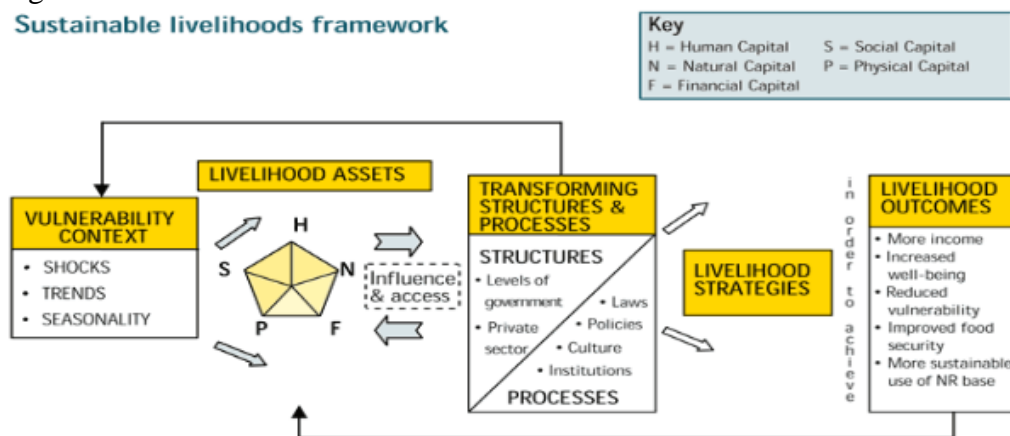 Sustainable livelihoods framework
Key
H = Human Capital S = Social Capital
N = Natural Capital P = Physical Capital
F = Financial Capital
LIVELIHOOD ASSETS
VULNERABILITY
CONTEXT
• SHOCKS
• TRENDS
• SEASONALITY
H
S
N
P
F
Influence
& access
TRANSFORMING
STRUCTURES &
PROCESSES
STRUCTURES
• Levels of
government
• Private
sector
• Laws
• Policies
• Culture
• Institutions
PROCESSES
LIVELIHOOD
STRATEGIES
in order to achieve
LIVELIHOOD
OUTCOMES
• More income
• Increased
well-being
• Reduced
vulnerability
• Improved food
security
• More sustainable
use of NR base